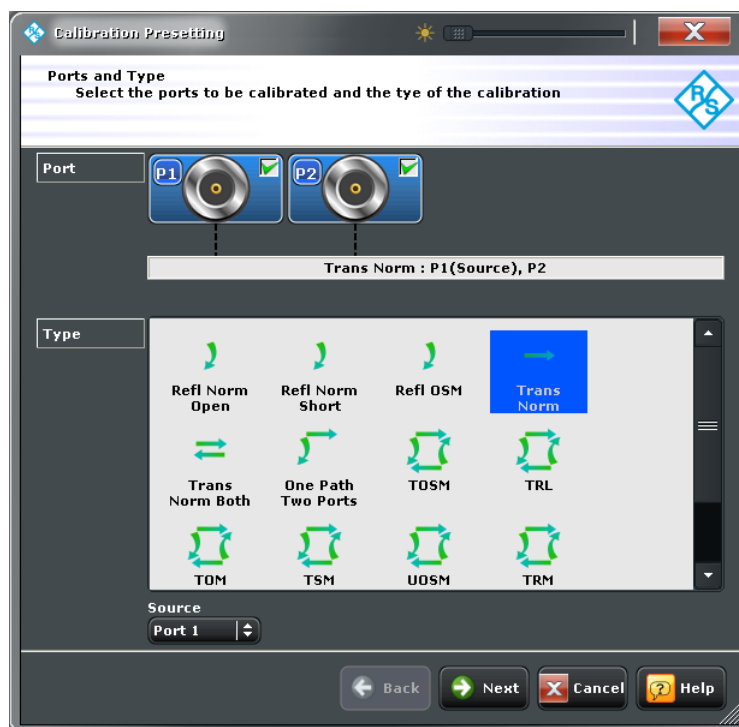 Calibration Presetting
Ports and Type
Select the ports to be calibrated and the tye of the calibration
R&S
Port
P1
P2
Trans Norm : P1(Source), P2
Type
Refl Norm Open
Refl Norm Short
Refl OSM
Trans Norm
Trans Norm Both
One Path Two Ports
TOSM
TRL
TOM
TSM
UOSM
TRM
Source
Port 1
Back
Next
Cancel
Help